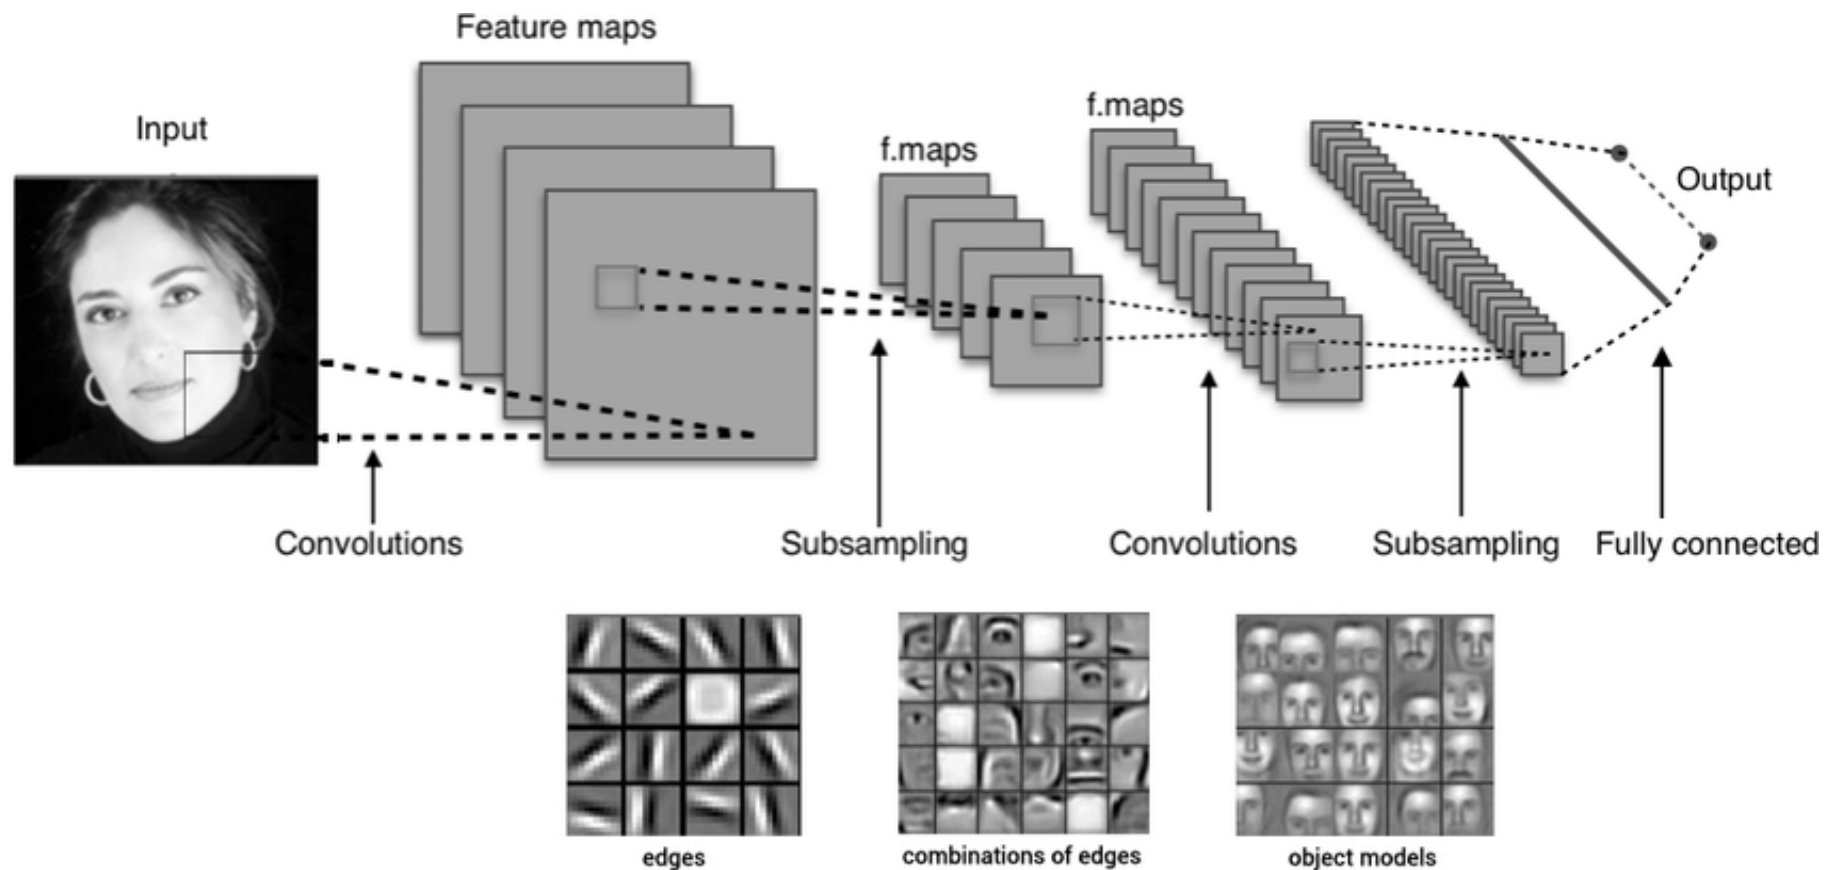 Feature maps
f.maps
Input
f.maps
Output
Convolutions
Subsampling
Convolutions
Subsampling
Fully connected
edges
combinations of edges
object models